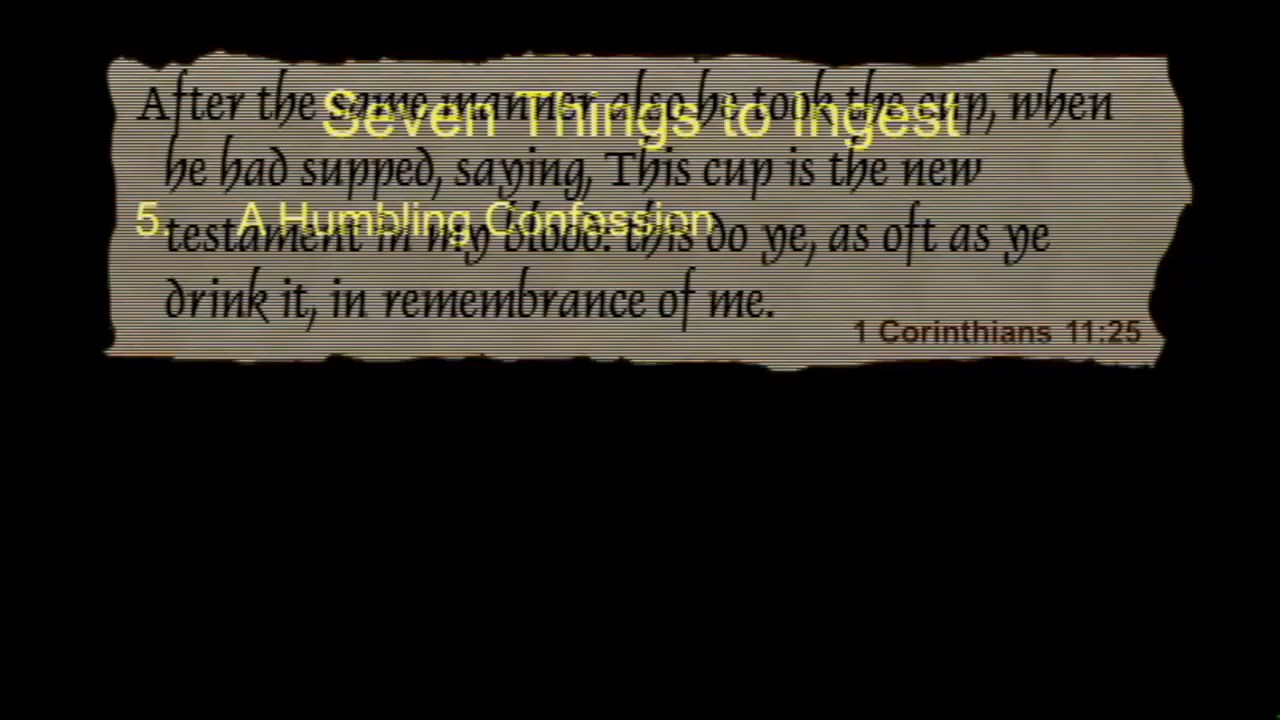 Seven Things to Ingest
5. A Humbling Confession
After the same manner also he took the cup, when
he had supped, saying, This cup is the new
testament in my blood: this do ye, as oft as ye
drink it, in remembrance of me.
1 Corinthians 11:25